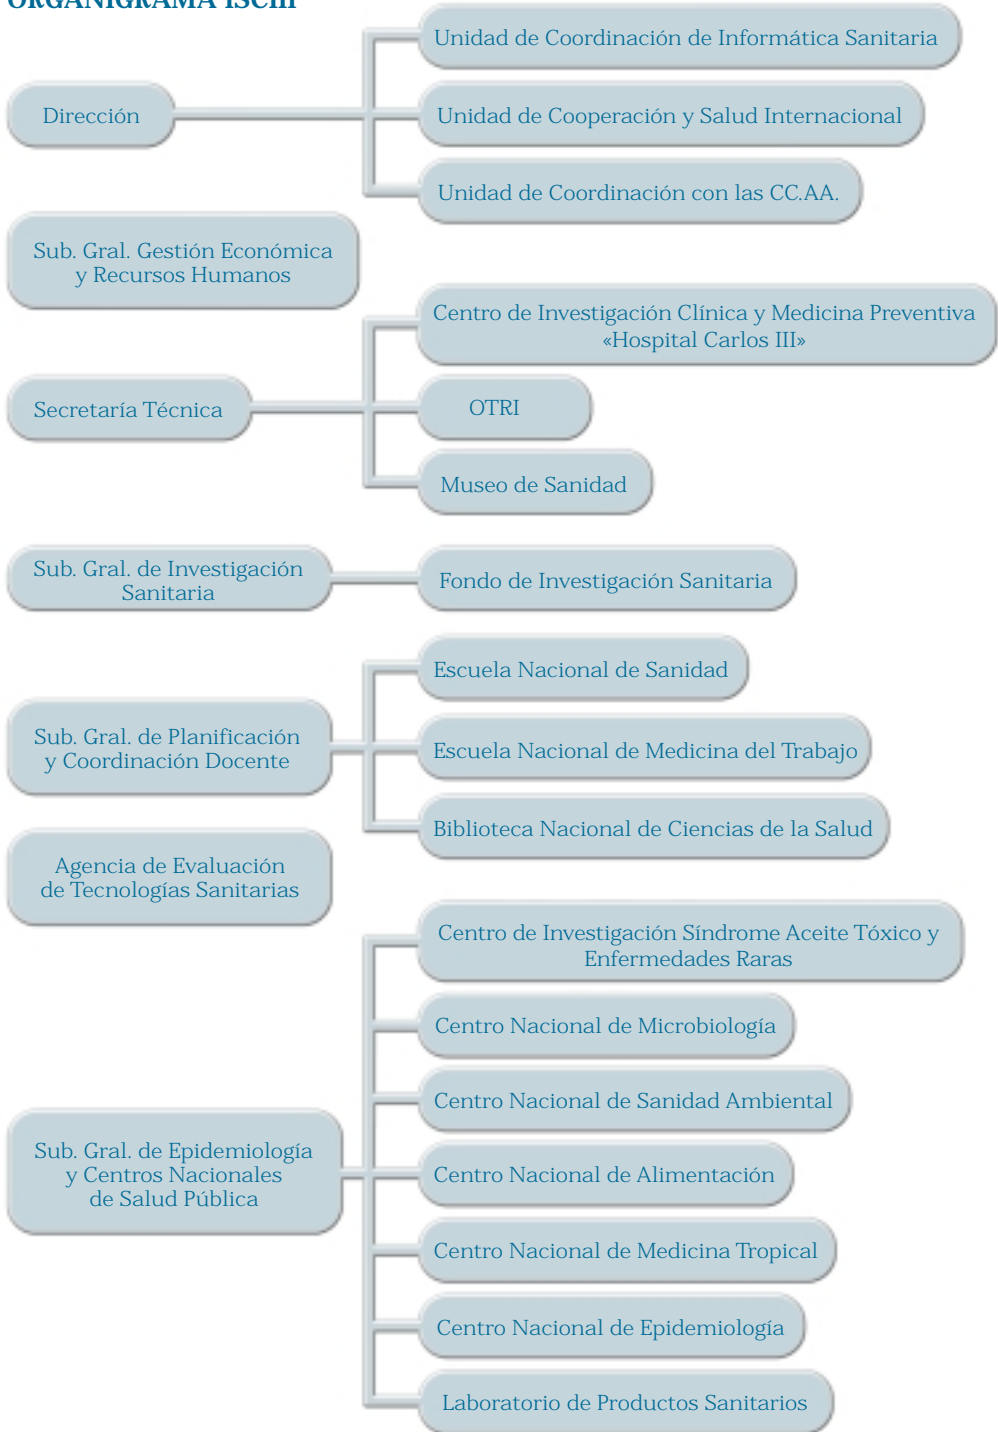 ORGANIGRAMA ISCIII
Unidad de Coordinación de Informática Sanitaria
Dirección
Unidad de Cooperación y Salud Internacional
Unidad de Coordinación con las CC.AA.
Sub. Gral. Gestión Económica
y Recursos Humanos
Centro de Investigación Clínica y Medicina Preventiva
«Hospital Carlos III»
Secretaría Técnica
OTRI
Museo de Sanidad
Sub. Gral. de Investigación
Sanitaria
Fondo de Investigación Sanitaria
Escuela Nacional de Sanidad
Sub. Gral. de Planificación
y Coordinación Docente
Escuela Nacional de Medicina del Trabajo
Biblioteca Nacional de Ciencias de la Salud
Agencia de Evaluación
de Tecnologías Sanitarias
Centro de Investigación Síndrome Aceite Tóxico y
Enfermedades Raras
Centro Nacional de Microbiología
Centro Nacional de Sanidad Ambiental
Sub. Gral. de Epidemiología
y Centros Nacionales
de Salud Pública
Centro Nacional de Alimentación
Centro Nacional de Medicina Tropical
Centro Nacional de Epidemiología
Laboratorio de Productos Sanitarios